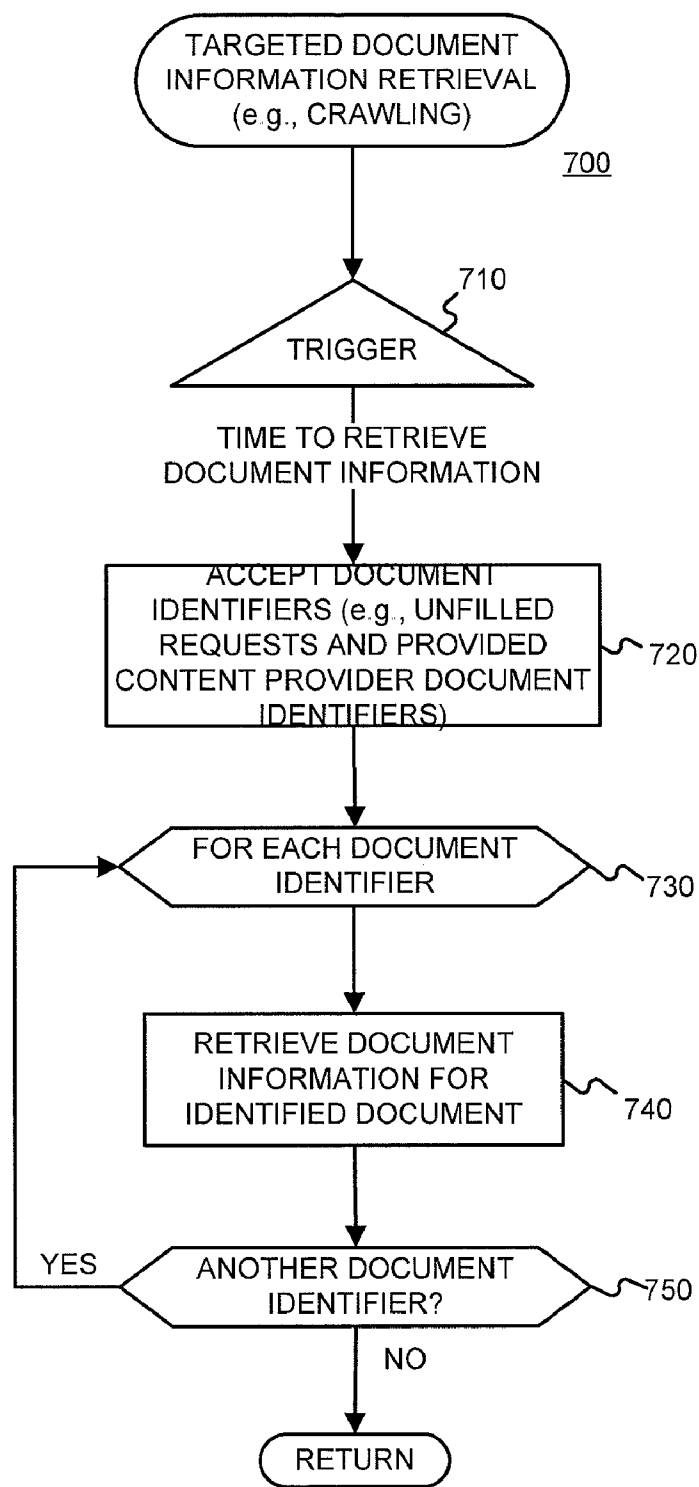 TARGETED DOCUMENT
INFORMATION RETRIEVAL
(e.g., CRAWLING)
700
710
TRIGGER
TIME TO RETRIEVE
DOCUMENT INFORMATION
ACCEPT DOCUMENT
IDENTIFIERS (e.g., UNFILLED
REQUESTS AND PROVIDED
CONTENT PROVIDER DOCUMENT
IDENTIFIERS)
720
FOR EACH DOCUMENT
IDENTIFIER
730
RETRIEVE DOCUMENT
INFORMATION FOR
IDENTIFIED DOCUMENT
740
YES
ANOTHER DOCUMENT
IDENTIFIER?
750
NO
RETURN